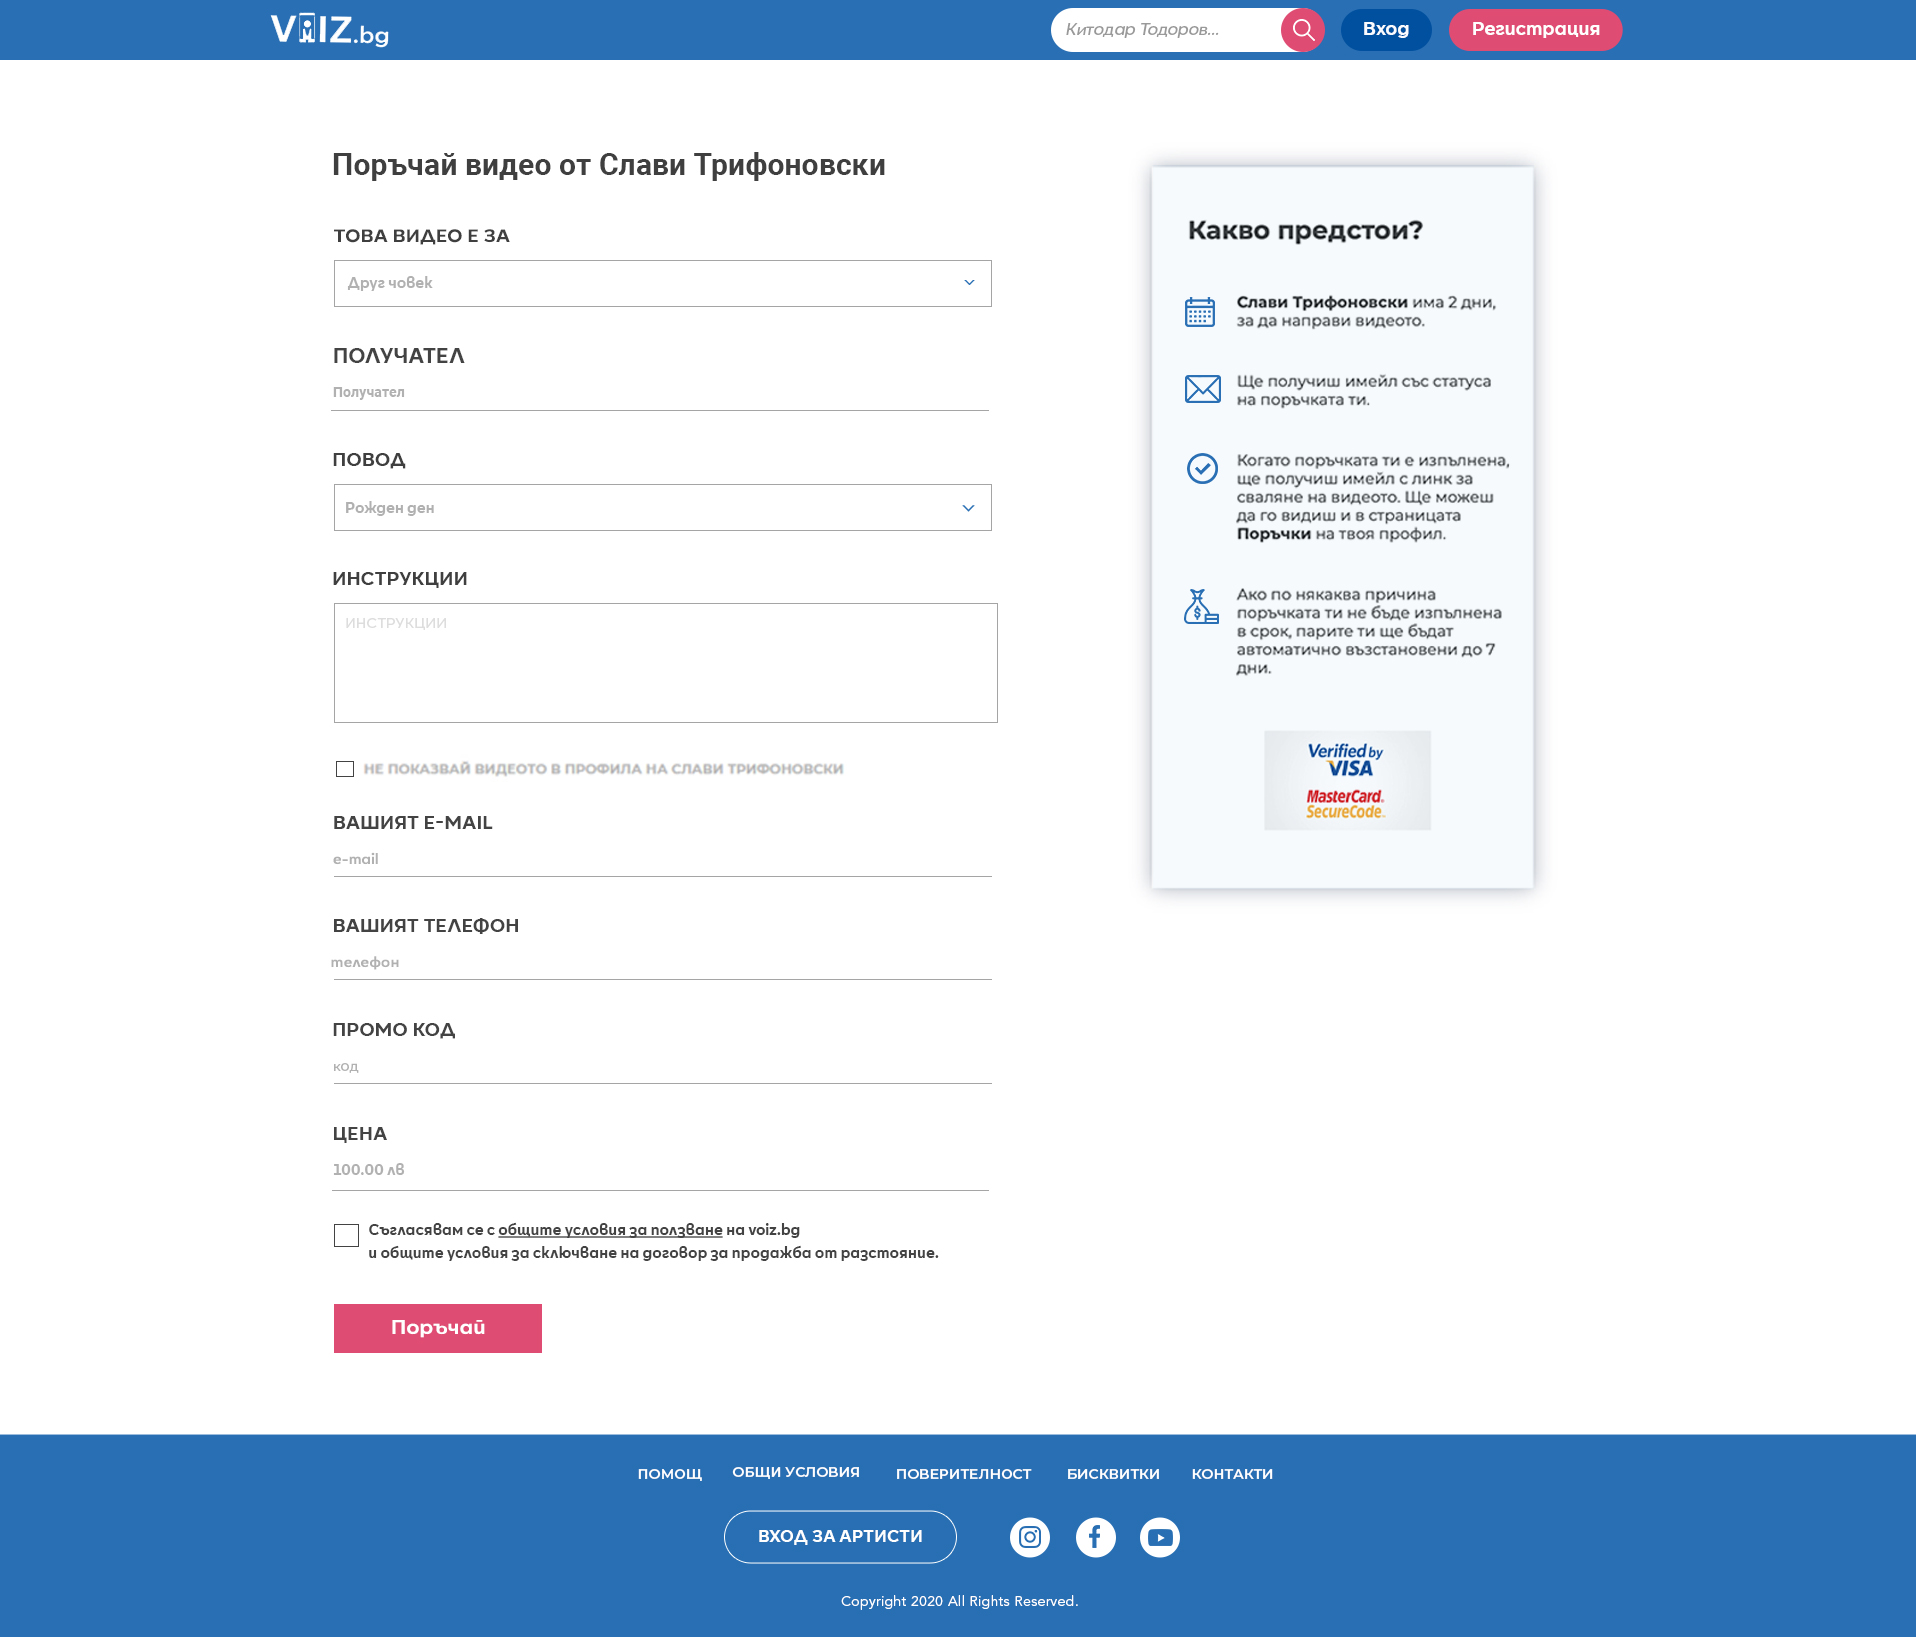 VOIZ.bg
Китодар Тодоров...
Вход
Регистрация
Поръчай видео от Слави Трифоновски
ТОВА ВИДЕО Е ЗА
Друг човек
ПОЛУЧАТЕЛ
Получател
ПОВОД
Рожден ден
ИНСТРУКЦИИ
ИНСТРУКЦИИ
НЕ ПОКАЗВАЙ ВИДЕОТО В ПРОФИЛА НА СЛАВИ ТРИФОНОВСКИ
ВАШИЯТ E-MAIL
e-mail
ВАШИЯТ ТЕЛЕФОН
телефон
ПРОМО КОД
код
ЦЕНА
100.00 лв
Съгласявам се с общите условия за ползване на voiz.bg
и общите условия за сключване на договор за продажба от разстояние.
Поръчай
Какво предстои?
Слави Трифоновски има 2 дни,
за да направи видеото.
Ще получиш имейл със статуса
на поръчката ти.
Когато поръчката ти е изпълнена,
ще получиш имейл с линк за
сваляне на видеото. Ще можеш
да го видиш и в страницата
Поръчки на твоя профил.
Ако по някаква причина
поръчката ти не бъде изпълнена
в срок, парите ти ще бъдат
автоматично възстановени до 7
дни.
Verified by
VISA
MasterCard.
SecureCode.
ПОМОЩ
ОБЩИ УСЛОВИЯ
ПОВЕРИТЕЛНОСТ
БИСКВИТКИ
КОНТАКТИ
ВХОД ЗА АРТИСТИ
Copyright 2020 All Rights Reserved.